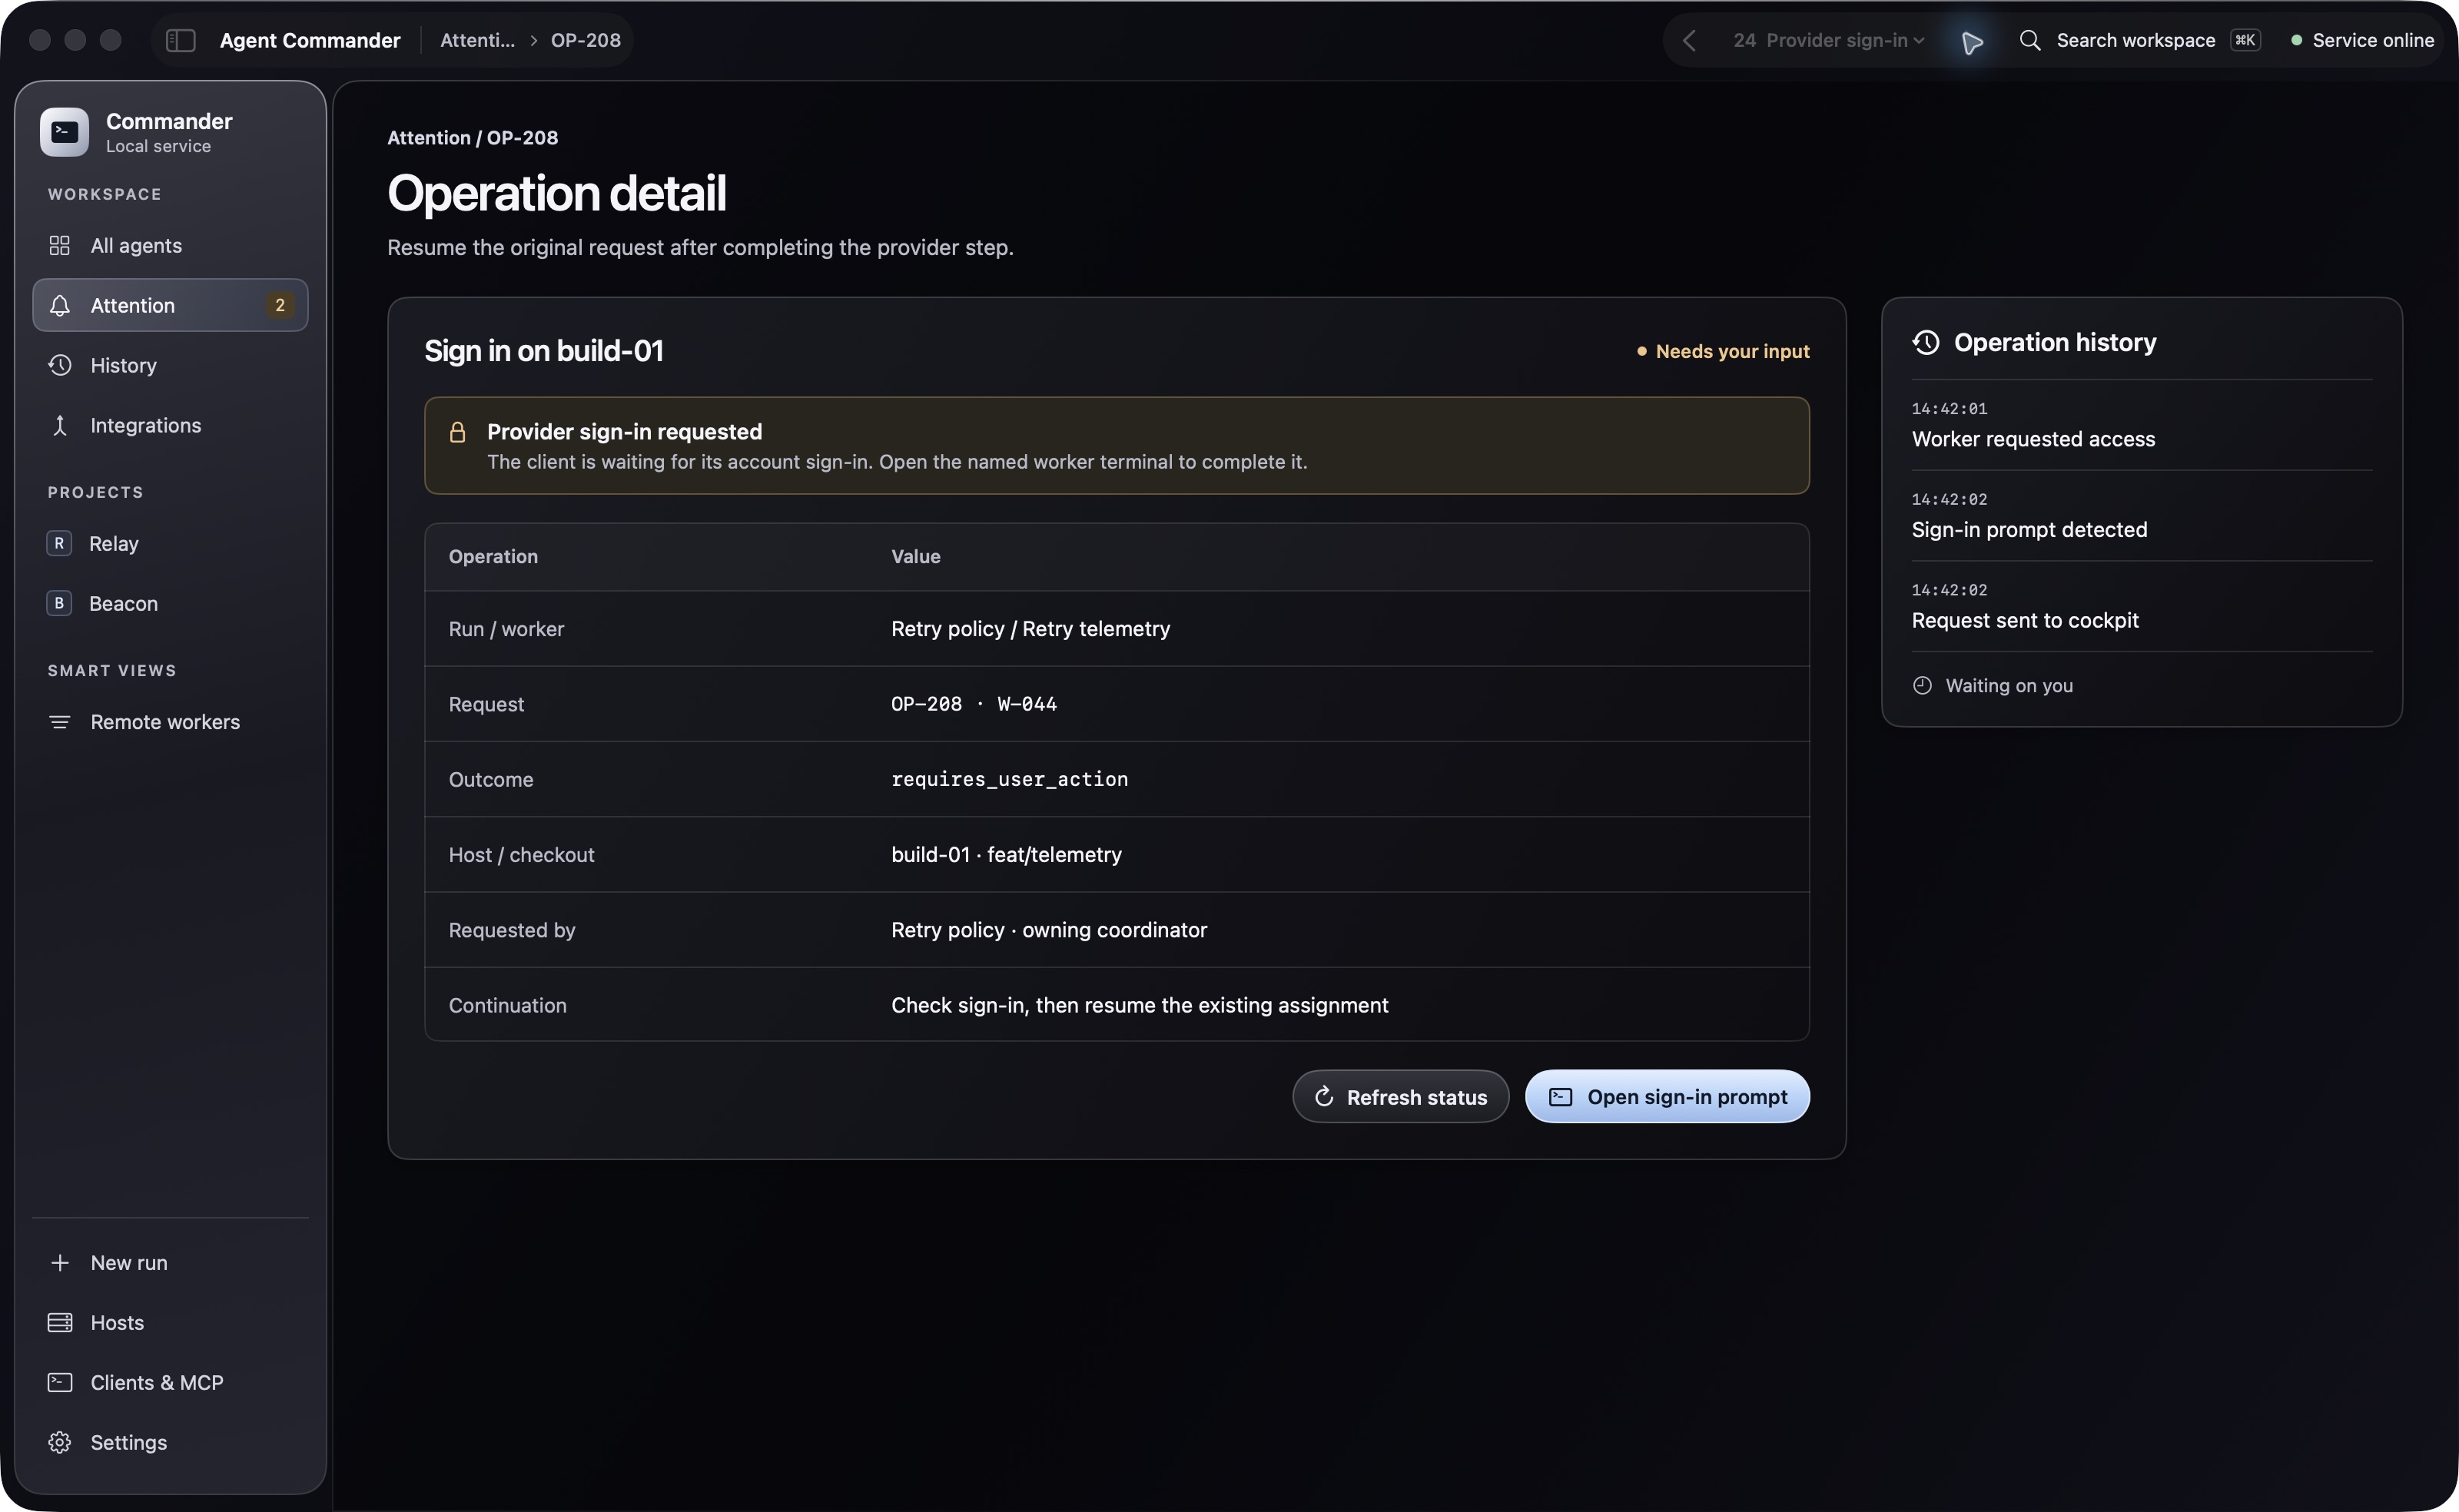 Agent Commander
Attenti... > OP-208
24 Provider sign-in
Search workspace ⌘K
Service online
Commander
Local service
WORKSPACE
All agents
Attention 2
History
Integrations
PROJECTS
R Relay
B Beacon
SMART VIEWS
Remote workers
New run
Hosts
Clients & MCP
Settings
Attention / OP-208
Operation detail
Resume the original request after completing the provider step.
Sign in on build-01
Needs your input
Provider sign-in requested
The client is waiting for its account sign-in. Open the named worker terminal to complete it.
Operation Value
Run / worker Retry policy / Retry telemetry
Request OP-208 · W-044
Outcome requires_user_action
Host / checkout build-01 · feat/telemetry
Requested by Retry policy · owning coordinator
Continuation Check sign-in, then resume the existing assignment
Refresh status
Open sign-in prompt
Operation history
14:42:01
Worker requested access
14:42:02
Sign-in prompt detected
14:42:02
Request sent to cockpit
Waiting on you